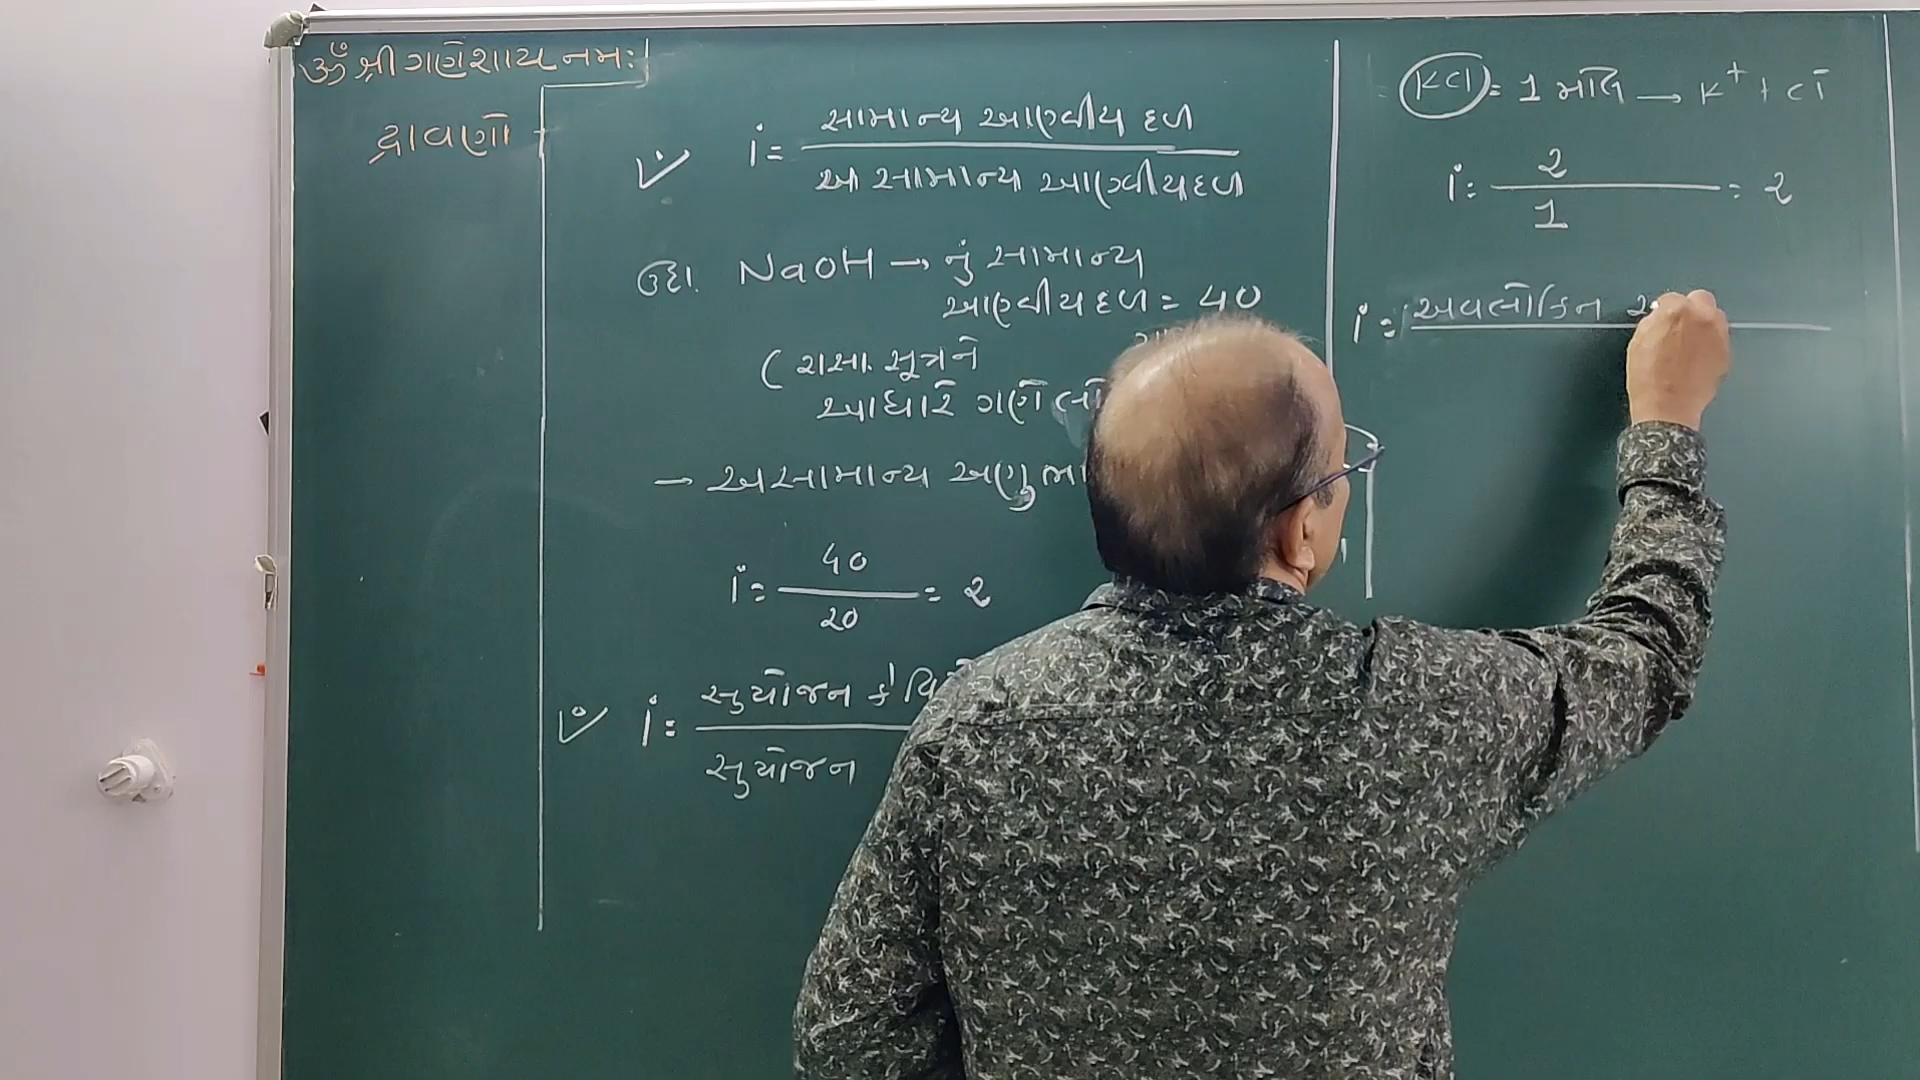 ૐ શ્રી ગણેશાય નમઃ
દ્રાવણો
i = સામાન્ય આણ્વીય દળ
અસામાન્ય આણ્વીય દળ
ઉદા. NaOH → નું સામાન્ય
આણ્વીય દળ = 40
( રાસા. સૂત્રને
આધારે ગણેલો
→ અસામાન્ય અણુ
i = 40
20
= 2
i = સુયોજન કે
સુયોજન
KCl = 1 મોલ → K⁺ + Cl⁻
i = 2
1
= 2
i = અવલોકિત